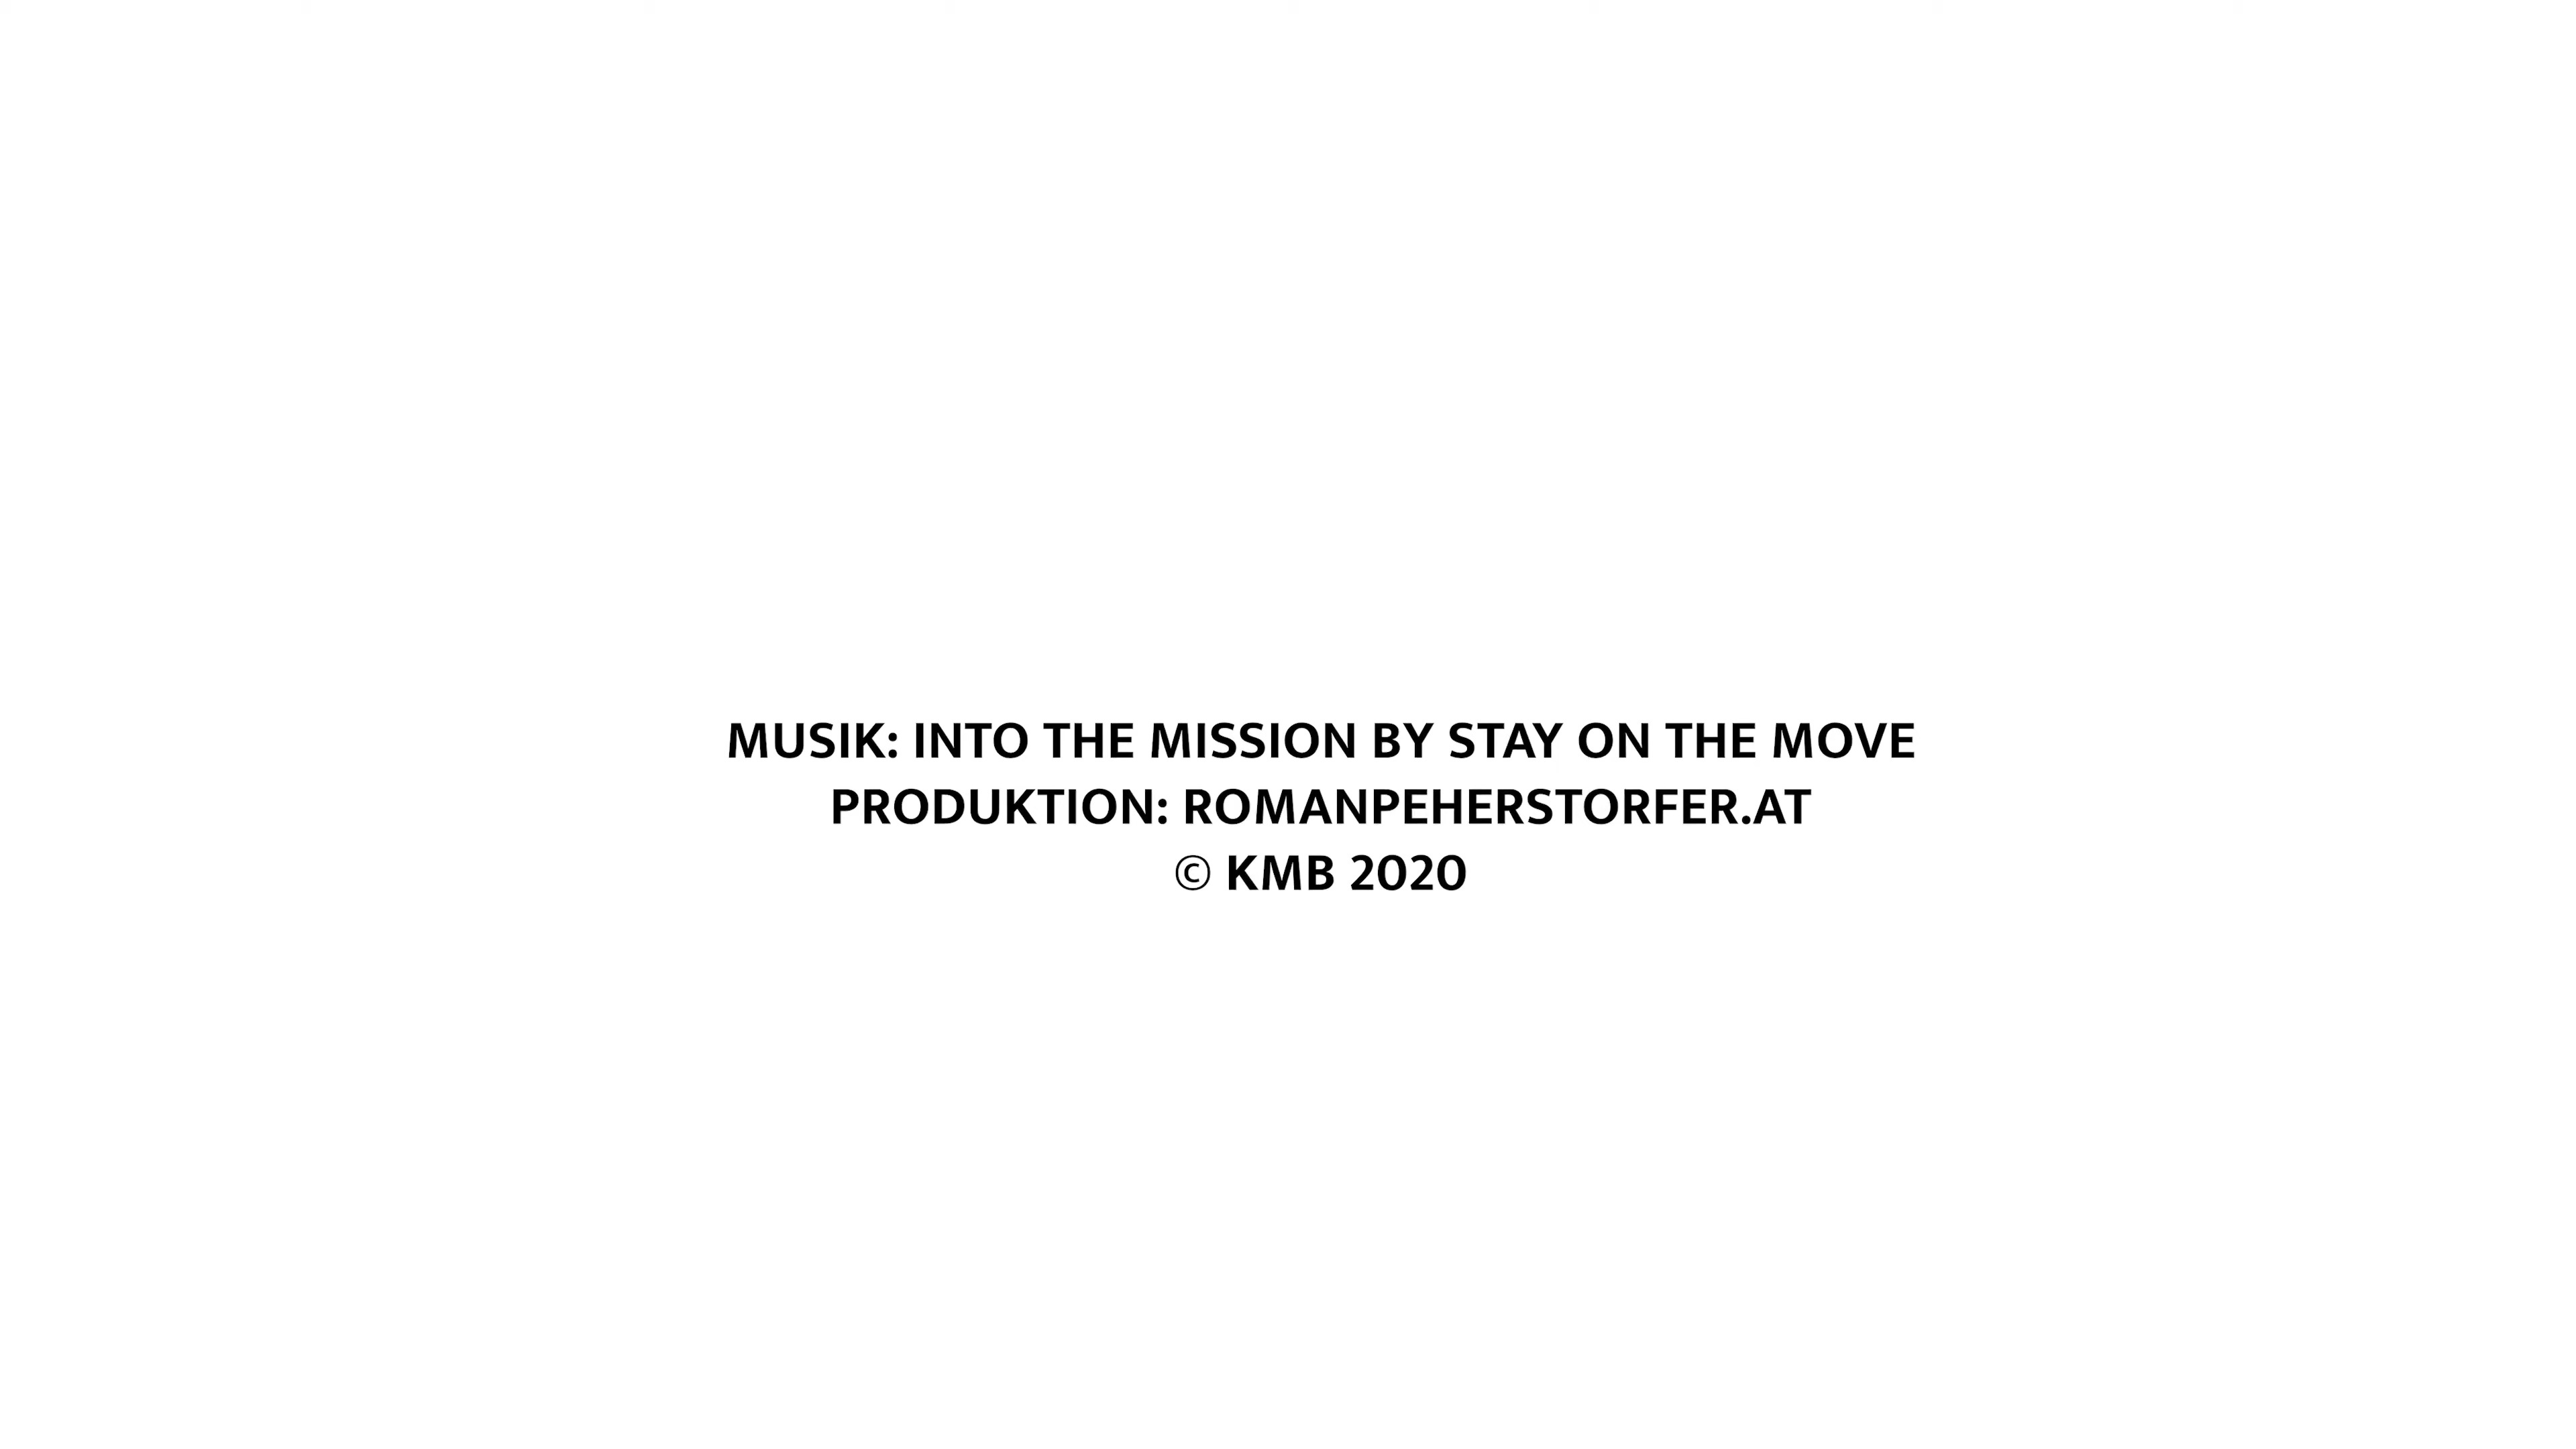 MUSIK: INTO THE MISSION BY STAY ON THE MOVE
PRODUKTION: ROMANPEHERSTORFER.AT
© KMB 2020